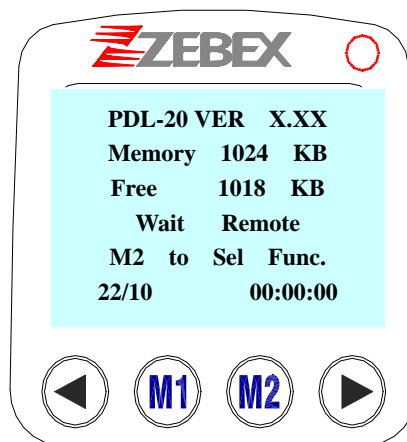 ZEBEX
PDL-20 VER X.XX
Memory 1024 KB
Free 1018 KB
Wait Remote
M2 to Sel Func.
22/10 00:00:00
M1 M2